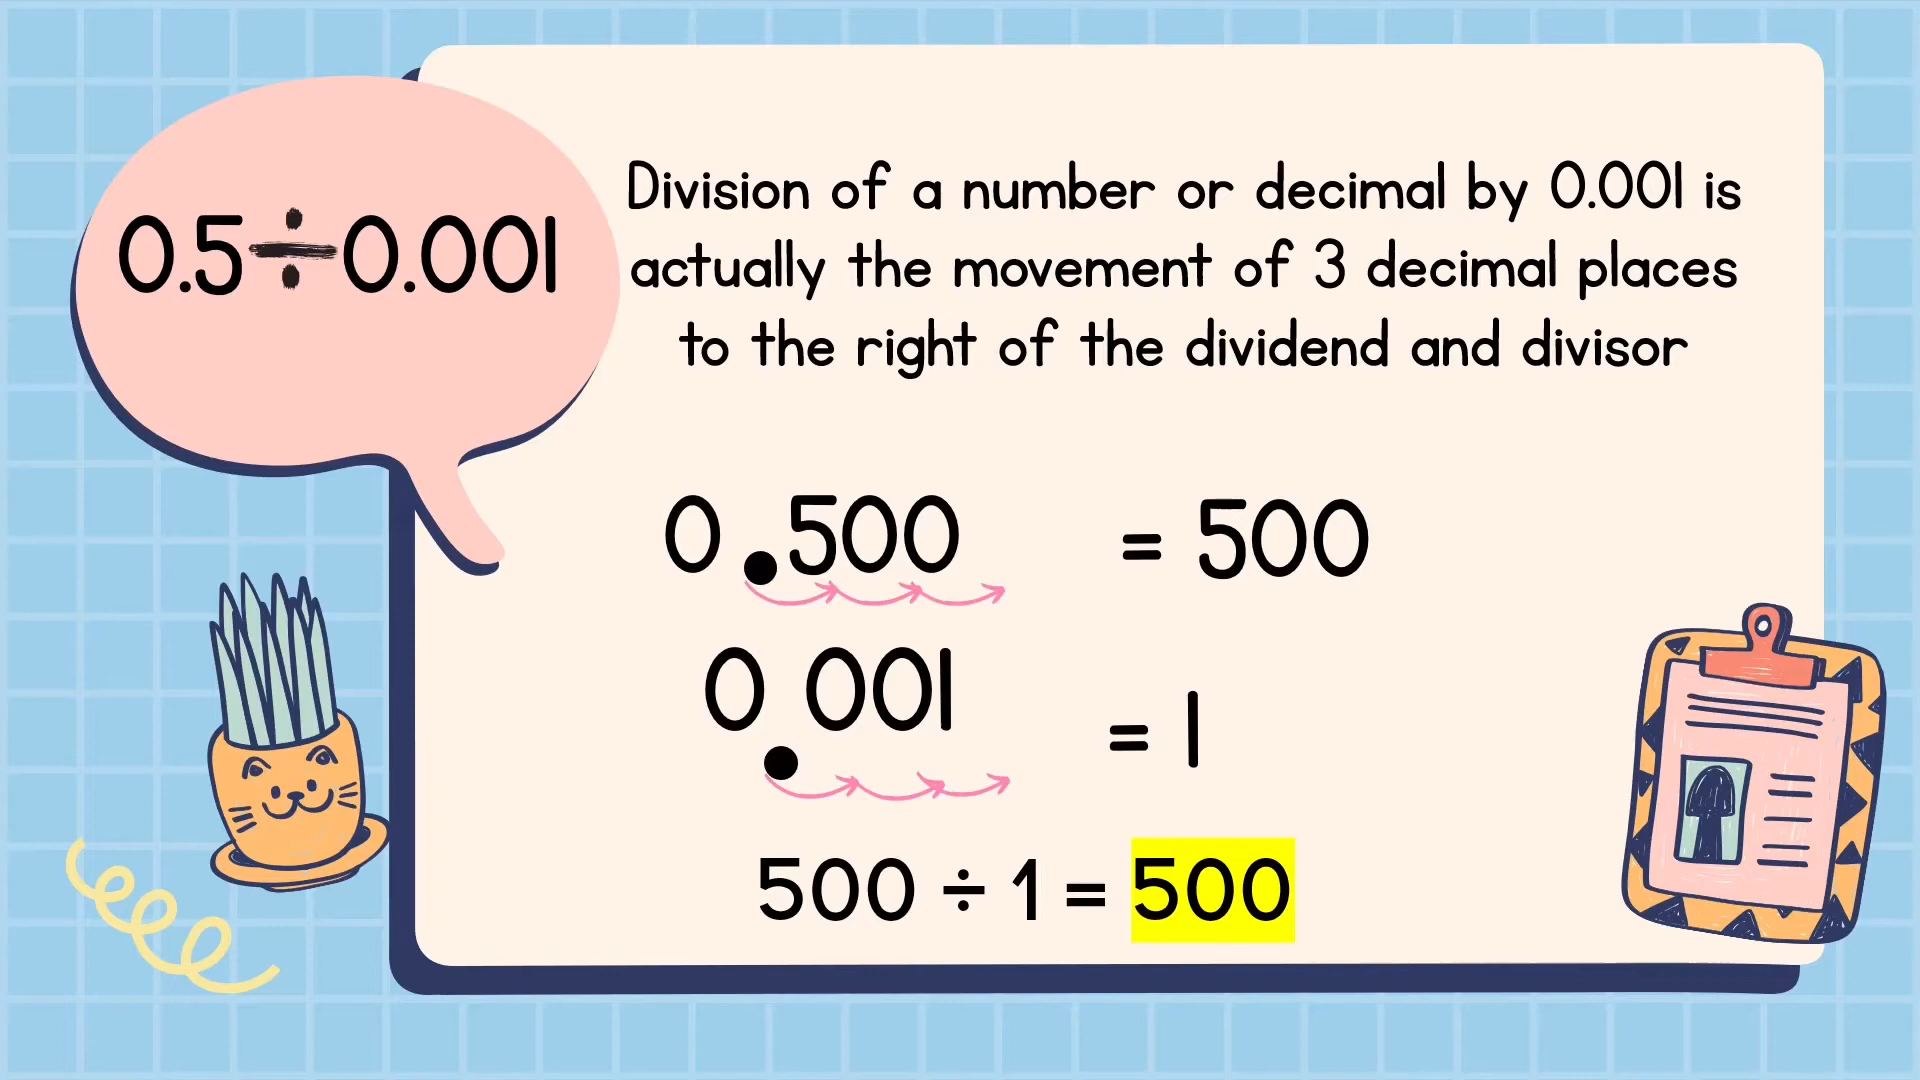 0.5÷0.001
Division of a number or decimal by 0.001 is
actually the movement of 3 decimal places
to the right of the dividend and divisor
0.500 = 500
0.001 = 1
500 ÷ 1 = 500